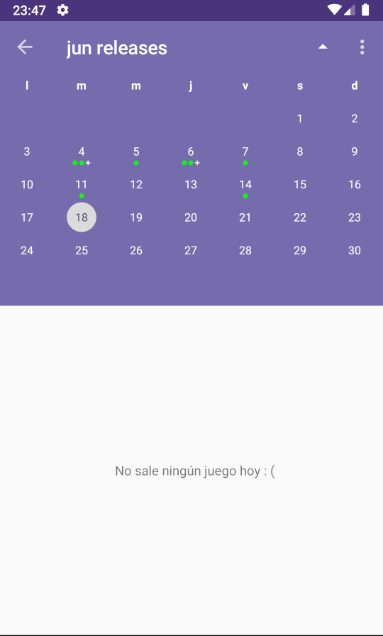 23:47
jun releases
l m m j v s d
1 2
3 4 5 6 7 8 9
+ +
10 11 12 13 14 15 16
17 18 19 20 21 22 23
24 25 26 27 28 29 30
No sale ningún juego hoy : (